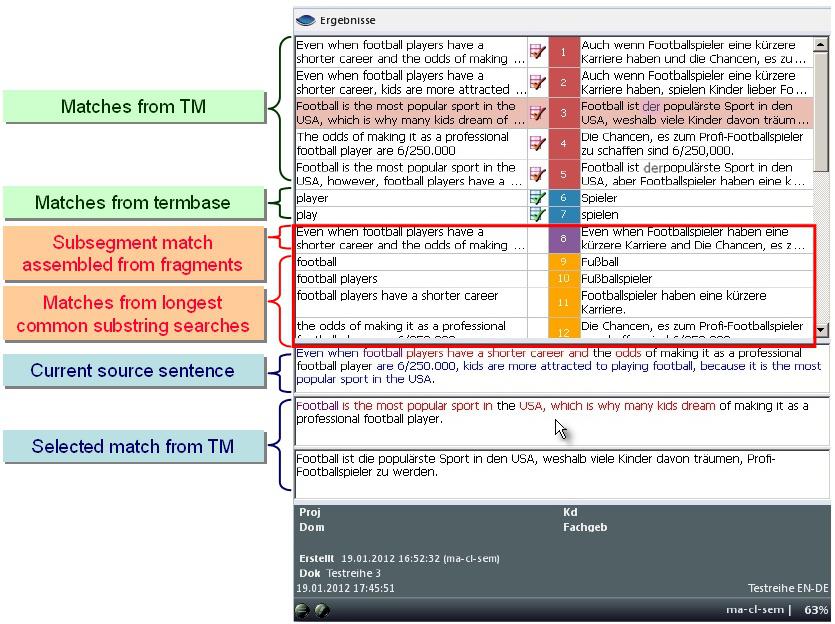 Ergebnisse
Matches from TM
Matches from termbase
Subsegment match
assembled from fragments
Matches from longest
common substring searches
Current source sentence
Selected match from TM
Even when football players have a
shorter career and the odds of making ...
1
Auch wenn Footballspieler eine kürzere
Karriere haben und die Chancen, es zu ...
Even when football players have a
shorter career, kids are more attracted ...
2
Auch wenn Footballspieler eine kürzere
Karriere haben, spielen Kinder lieber Fo...
Football is the most popular sport in the
USA, which is why many kids dream of ...
3
Football ist der populärste Sport in den
USA, weshalb viele Kinder davon träum...
The odds of making it as a professional
football player are 6/250.000
4
Die Chancen, es zum Profi-Footballspieler
zu schaffen sind 6/250,000.
Football is the most popular sport in the
USA, however, football players have a ...
5
Football ist derpopulärste Sport in den
USA, aber Footballspieler haben eine k...
player
6
Spieler
play
7
spielen
Even when football players have a
shorter career and the odds of making ...
8
Even when Footballspieler haben eine
kürzere Karriere and Die Chancen, es z...
football
9
Fußball
football players
10
Fußballspieler
football players have a shorter career
11
Footballspieler haben eine kürzere
Karriere.
the odds of making it as a professional
12
Die Chancen, es zum Profi-Footballspieler
Even when football players have a shorter career and the odds of making it as a professional
football player are 6/250.000, kids are more attracted to playing football, because it is the most
popular sport in the USA.
Football is the most popular sport in the USA, which is why many kids dream of making it as a
professional football player.
Football ist die populärste Sport in den USA, weshalb viele Kinder davon träumen, Profi-
Footballspieler zu werden.
Proj
Kd
Dom
Fachgeb
Erstellt 19.01.2012 16:52:32 (ma-cl-sem)
Dok Testreihe 3
19.01.2012 17:45:51
Testreihe EN-DE
ma-cl-sem | 63%